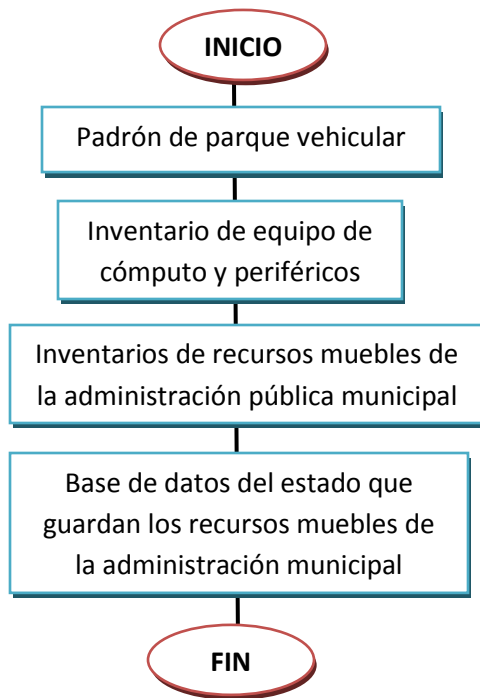 INICIO
Padrón de parque vehicular
Inventario de equipo de
cómputo y periféricos
Inventarios de recursos muebles de
la administración pública municipal
Base de datos del estado que
guardan los recursos muebles de
la administración municipal
FIN